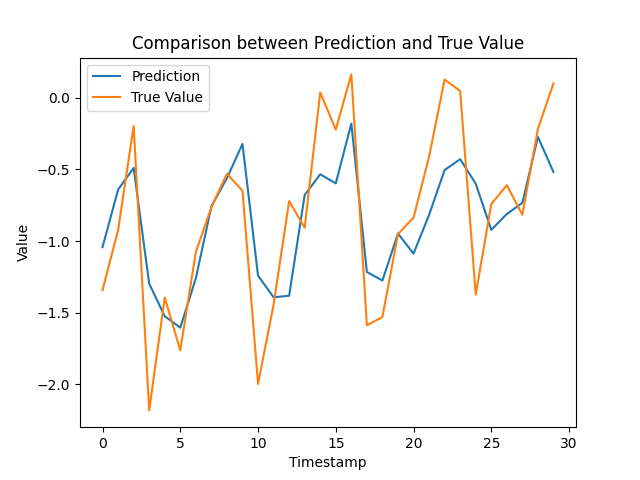 Comparison between Prediction and True Value
Prediction
True Value
0.0
−0.5
−1.0
−1.5
−2.0
Value
0 5 10 15 20 25 30
Timestamp